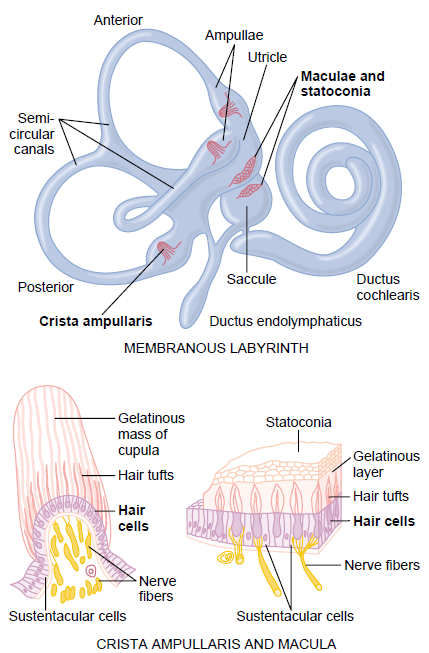 Anterior
Ampullae
Utricle
Maculae and
statoconia
Semi-
circular
canals
Posterior
Saccule
Ductus
cochlearis
Crista ampullaris
Ductus endolymphaticus
MEMBRANOUS LABYRINTH
Gelatinous
mass of
cupula
Hair tufts
Hair
cells
Nerve
fibers
Sustentacular cells
Statoconia
Gelatinous
layer
Hair tufts
Hair cells
Nerve fibers
Sustentacular cells
CRISTA AMPULLARIS AND MACULA